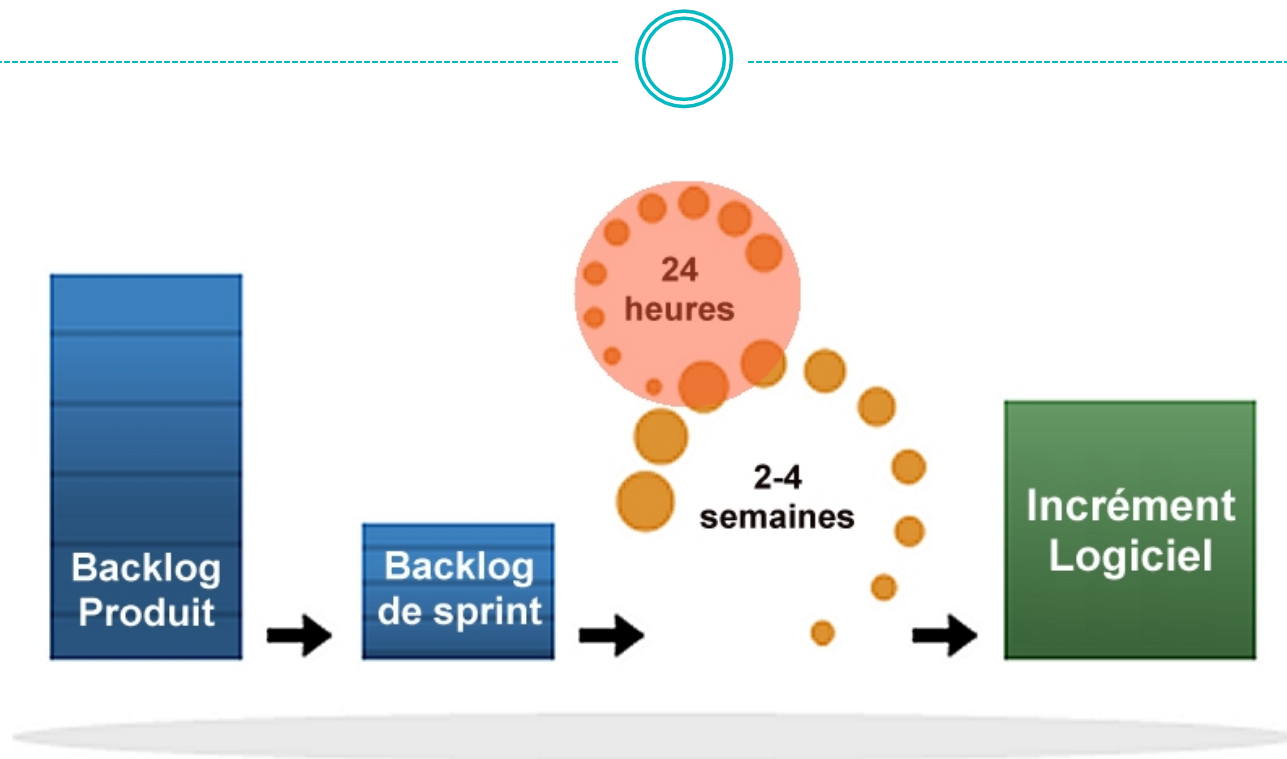 24
heures
2-4
semaines
Backlog
Produit
Backlog
de sprint
Incrément
Logiciel